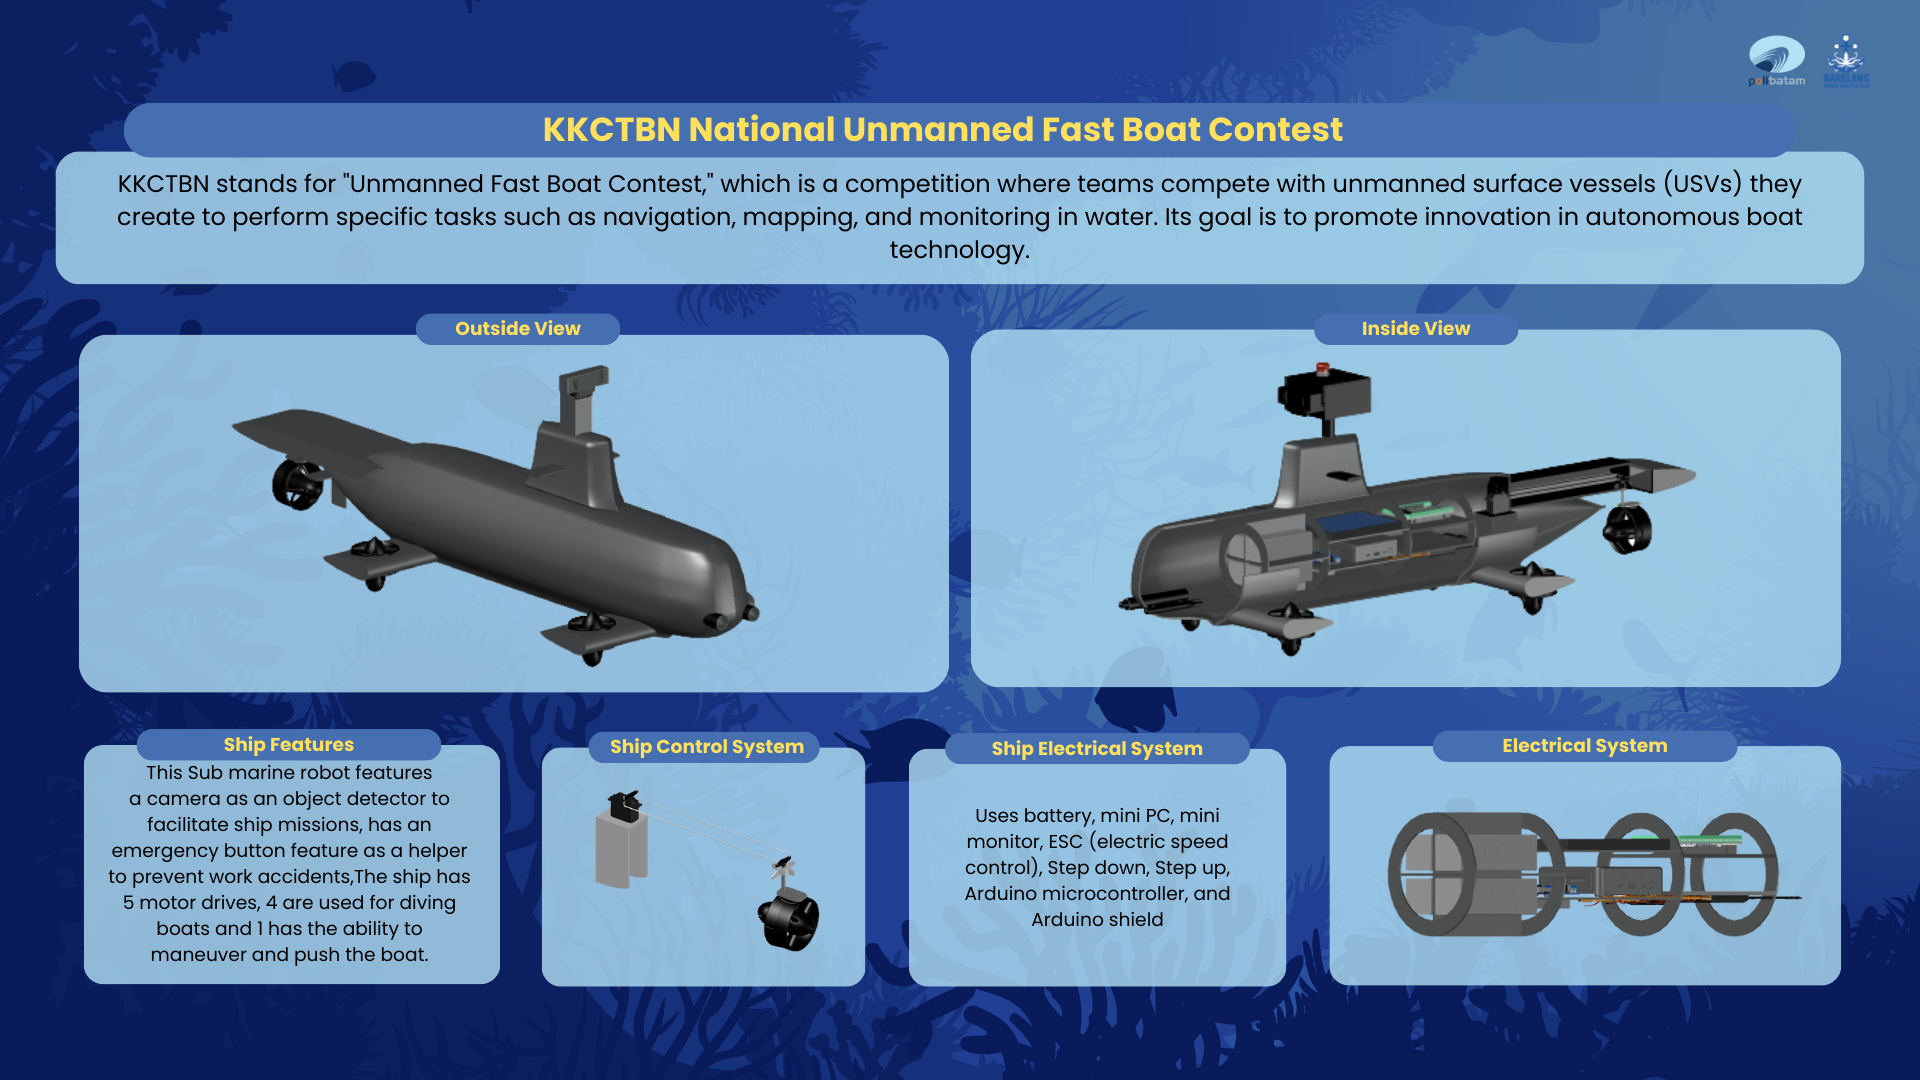 polibatam
BARELANG
KKCTBN National Unmanned Fast Boat Contest
KKCTBN stands for "Unmanned Fast Boat Contest," which is a competition where teams compete with unmanned surface vessels (USVs) they
create to perform specific tasks such as navigation, mapping, and monitoring in water. Its goal is to promote innovation in autonomous boat
technology.
Outside View
Inside View
Ship Features
This Sub marine robot features
a camera as an object detector to
facilitate ship missions, has an
emergency button feature as a helper
to prevent work accidents,The ship has
5 motor drives, 4 are used for diving
boats and 1 has the ability to
maneuver and push the boat.
Ship Control System
Ship Electrical System
Uses battery, mini PC, mini
monitor, ESC (electric speed
control), Step down, Step up,
Arduino microcontroller, and
Arduino shield
Electrical System